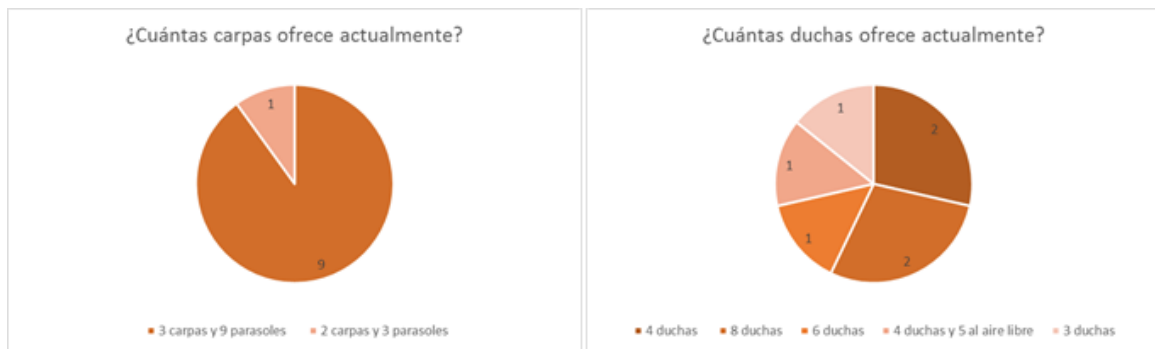 ¿Cuántas carpas ofrece actualmente?
1
9
3 carpas y 9 parasoles 2 carpas y 3 parasoles
¿Cuántas duchas ofrece actualmente?
1
2
1
1
2
4 duchas 8 duchas 6 duchas 4 duchas y 5 al aire libre 3 duchas